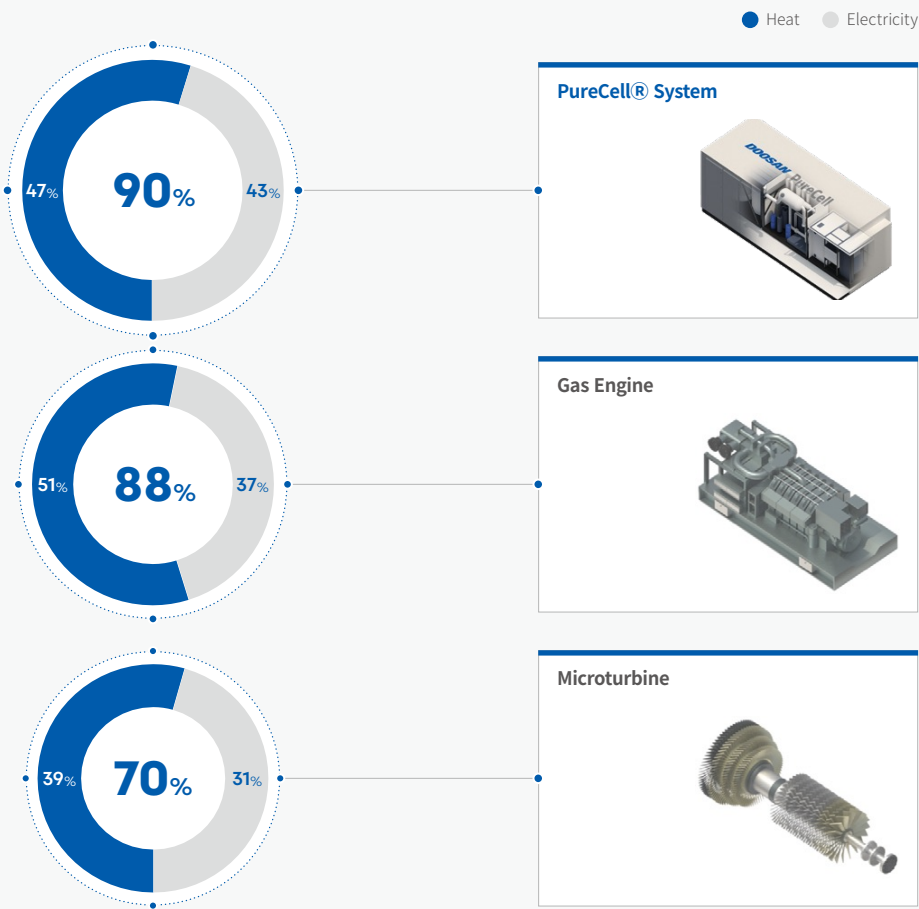 Heat Electricity
PureCell® System
DOOSAN PureCell
47% 90% 43%
Gas Engine
51% 88% 37%
Microturbine
39% 70% 31%